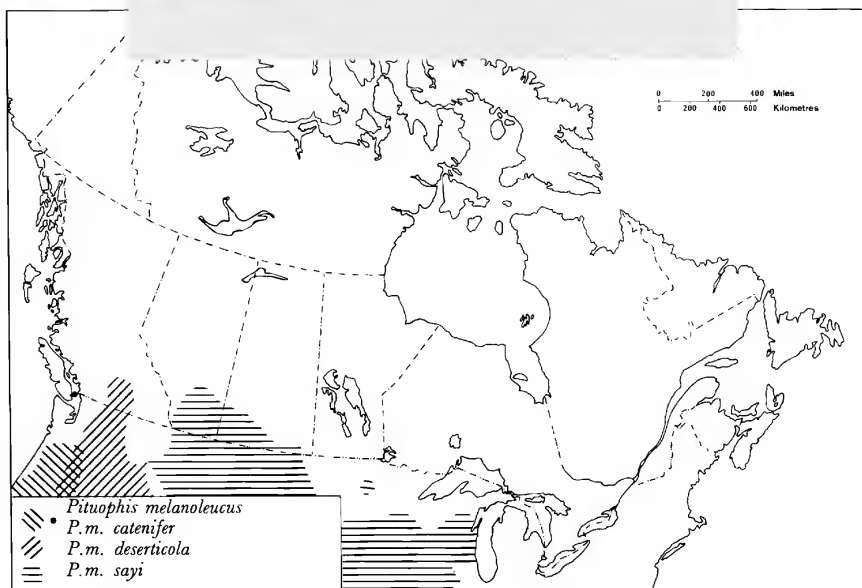 0 200 400 Miles
0 200 400 600 Kilometres
Pituophis melanoleucus
P.m. catenifer
P.m. deserticola
P.m. sayi